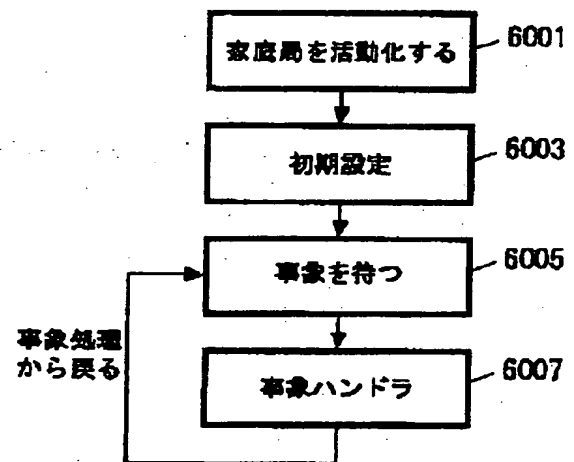 家庭局を活動化する
6001
初期設定
6003
事象を待つ
6005
事象処理
から戻る
事象ハンドラ
6007